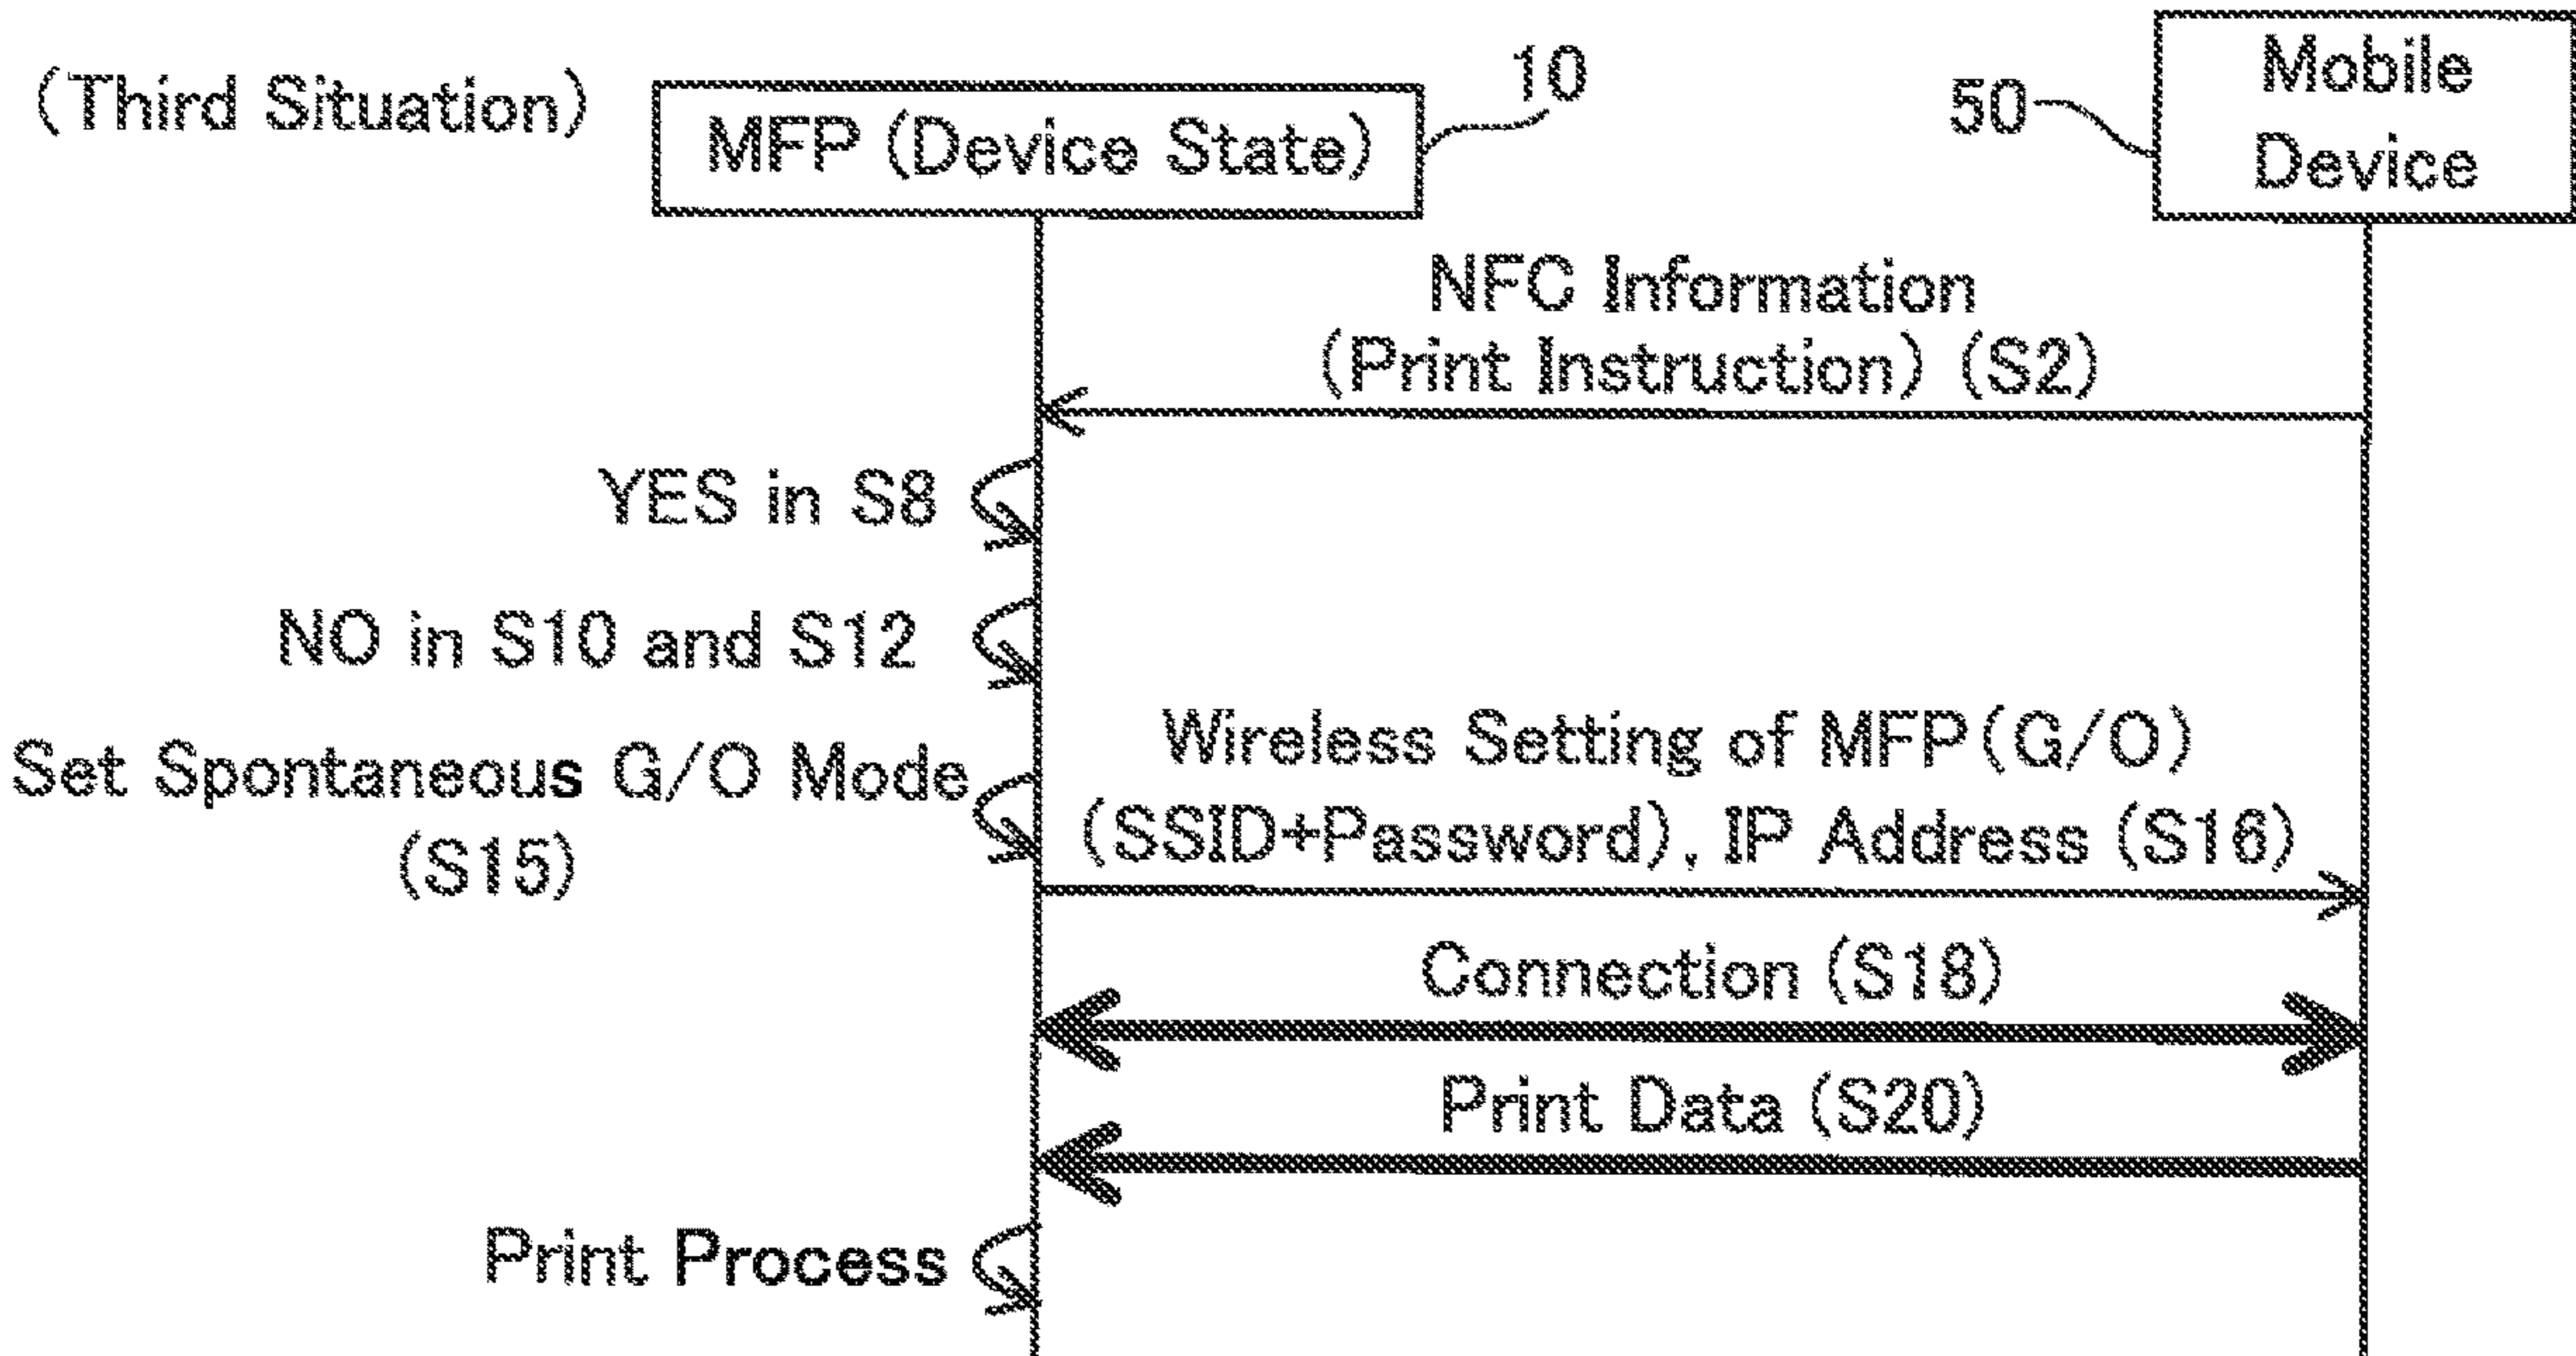 (Third Situation)
MFP (Device State)
10
50
Mobile
Device
NFC Information
(Print Instruction) (S2)
YES in S8
NO in S10 and S12
Set Spontaneous G/O Mode
(S15)
Wireless Setting of MFP(G/O)
(SSID+Password), IP Address (S16)
Connection (S18)
Print Data (S20)
Print Process